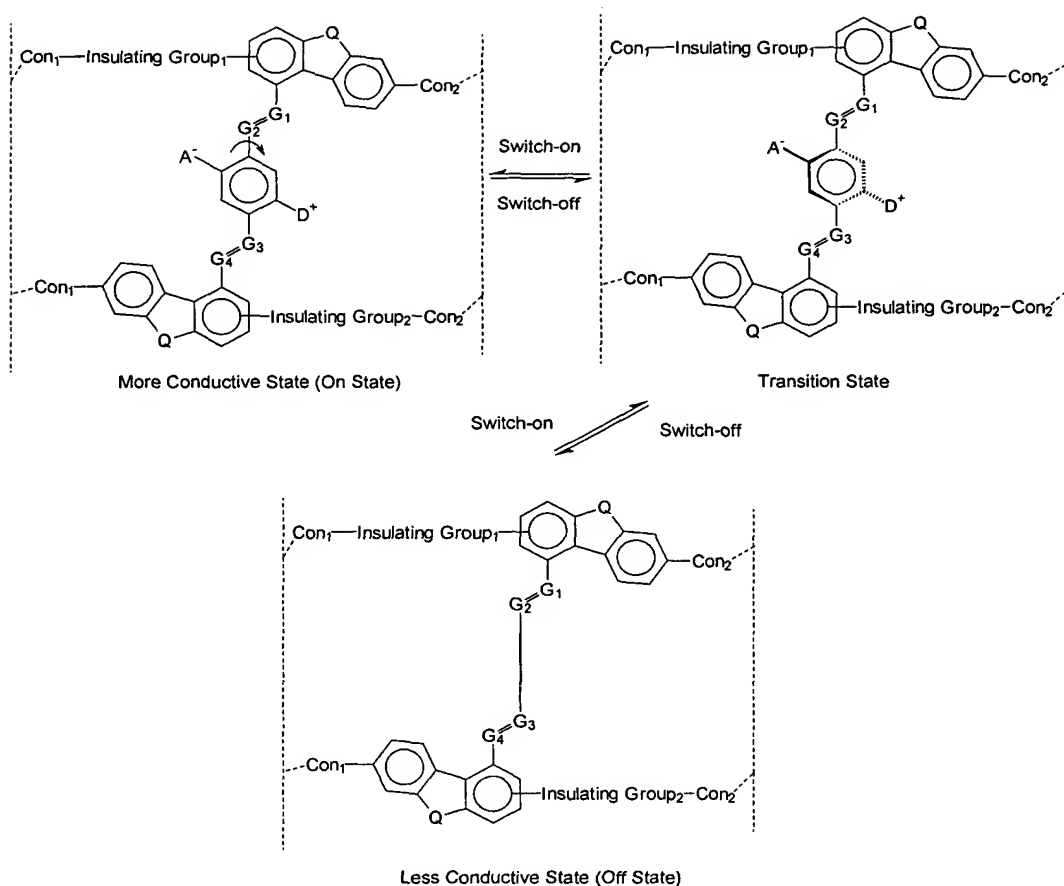 Q
Con₁—Insulating Group₁
Con₂
G₁
G₂
A⁻
D⁺
G₃
G₄
Con₁
Insulating Group₂—Con₂
Q
More Conductive State (On State)
Switch-on
Switch-off
Q
Con₁—Insulating Group₁
Con₂
G₁
G₂
A⁻
D⁺
G₃
G₄
Con₁
Insulating Group₂—Con₂
Q
Transition State
Switch-on
Switch-off
Q
Con₁—Insulating Group₁
Con₂
G₁
G₂
G₃
G₄
Con₁
Insulating Group₂—Con₂
Q
Less Conductive State (Off State)